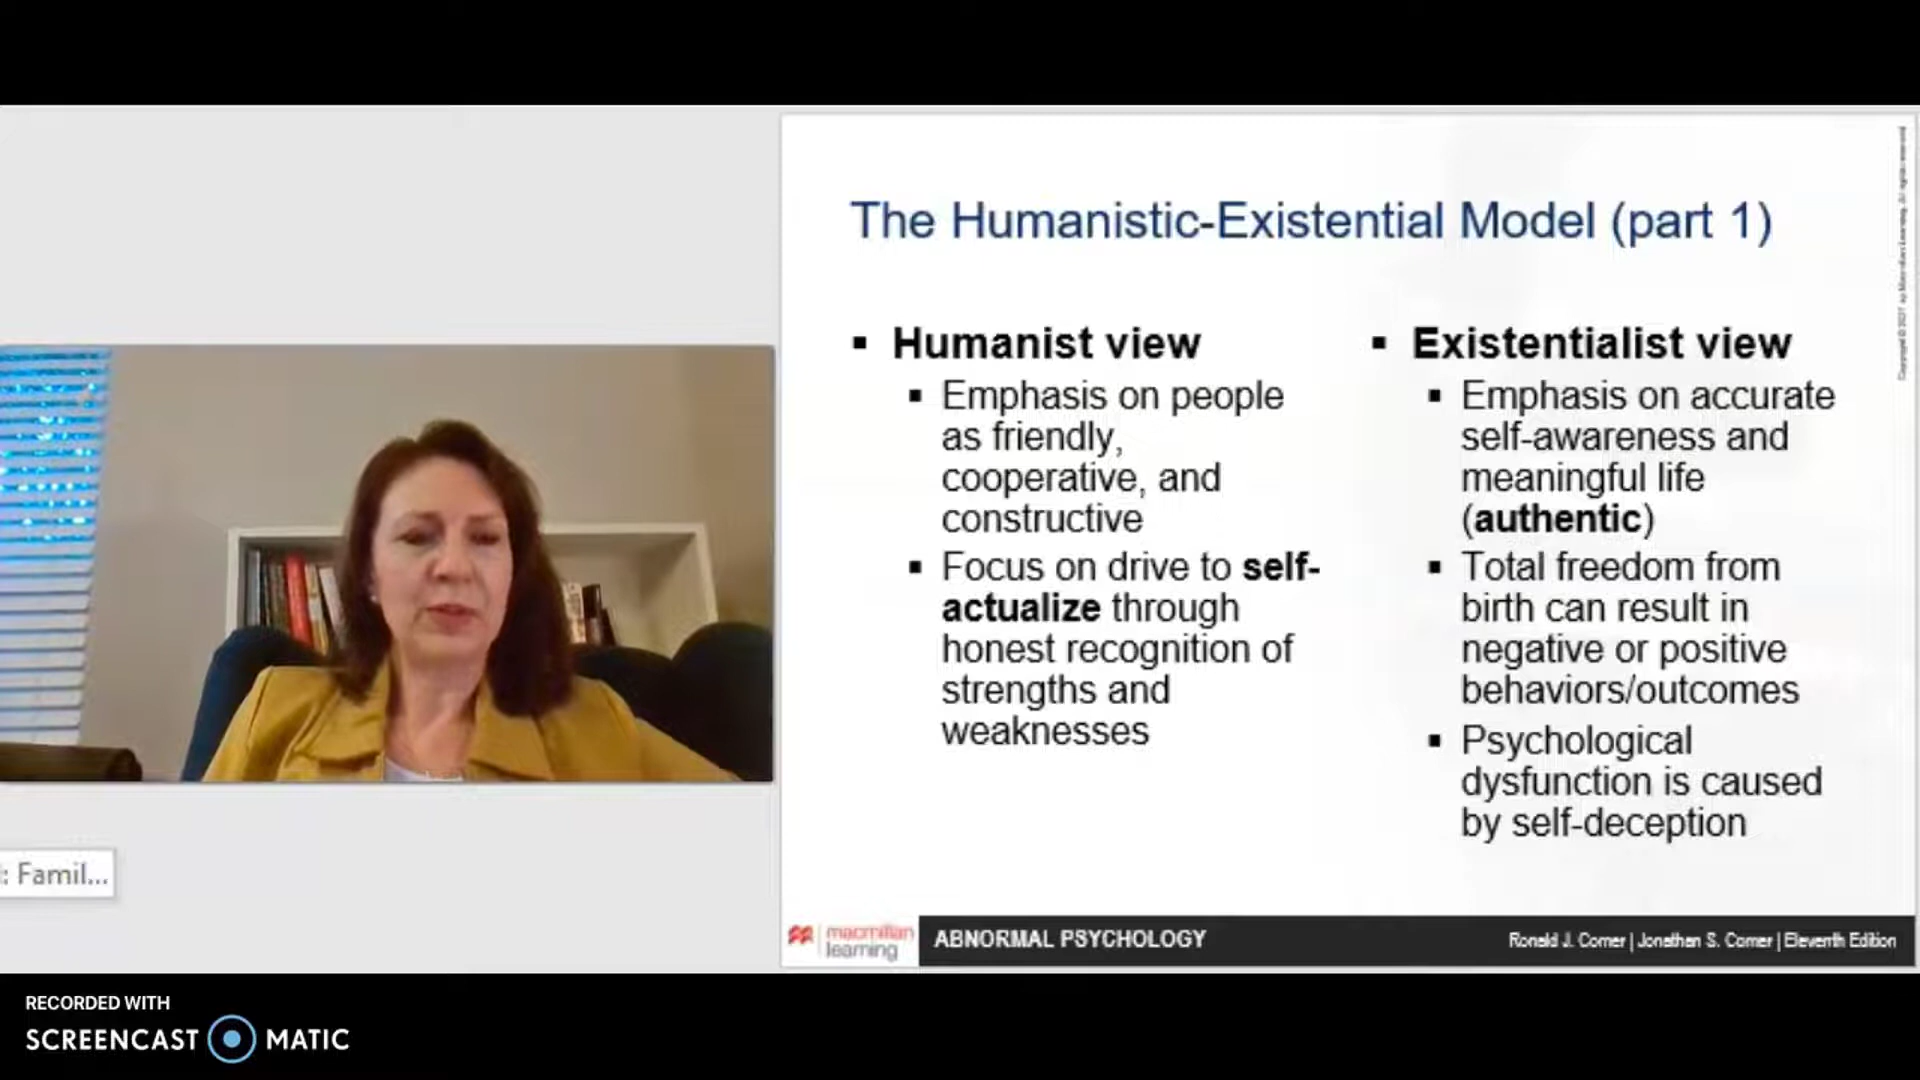 The Humanistic-Existential Model (part 1)
▪ Humanist view
▪ Emphasis on people
as friendly,
cooperative, and
constructive
▪ Focus on drive to self-
actualize through
honest recognition of
strengths and
weaknesses
▪ Existentialist view
▪ Emphasis on accurate
self-awareness and
meaningful life
(authentic)
▪ Total freedom from
birth can result in
negative or positive
behaviors/outcomes
▪ Psychological
dysfunction is caused
by self-deception
: Famil...
macmillan
learning
ABNORMAL PSYCHOLOGY
Ronald J. Comer | Jonathan S. Comer | Eleventh Edition
RECORDED WITH
SCREENCAST MATIC